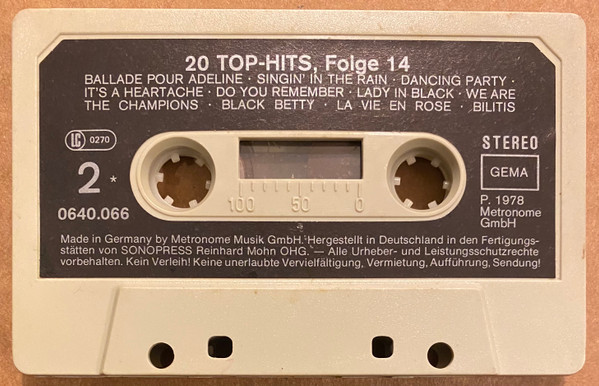 20 TOP-HITS, Folge 14
BALLADE POUR ADELINE · SINGIN' IN THE RAIN · DANCING PARTY ·
IT'S A HEARTACHE · DO YOU REMEMBER · LADY IN BLACK · WE ARE
THE CHAMPIONS · BLACK BETTY · LA VIE EN ROSE · BILITIS
LC 0270
STEREO
2 *
GEMA
0640.066
100 50 0
P. 1978
Metronome
GmbH
Made in Germany by Metronome Musik GmbH. Hergestellt in Deutschland in den Fertigungs-
stätten von SONOPRESS Reinhard Mohn OHG. — Alle Urheber- und Leistungsschutzrechte
vorbehalten. Kein Verleih! Keine unerlaubte Vervielfältigung, Vermietung, Aufführung, Sendung!